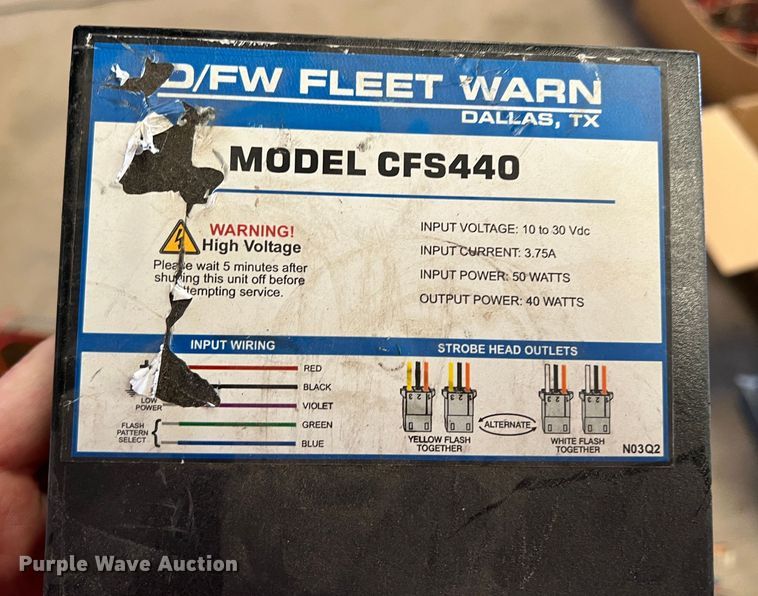 D/FW FLEET WARN
DALLAS, TX
MODEL CFS440
WARNING!
High Voltage
wait 5 minutes after
this unit off before
service.
INPUT VOLTAGE: 10 to 30 Vdc
INPUT CURRENT: 3.75A
INPUT POWER: 50 WATTS
OUTPUT POWER: 40 WATTS
INPUT WIRING
RED
BLACK
LOW
POWER
VIOLET
FLASH
PATTERN
SELECT
GREEN
BLUE
STROBE HEAD OUTLETS
ALTERNATE
YELLOW FLASH
TOGETHER
WHITE FLASH
TOGETHER
N03Q2
Purple Wave Auction